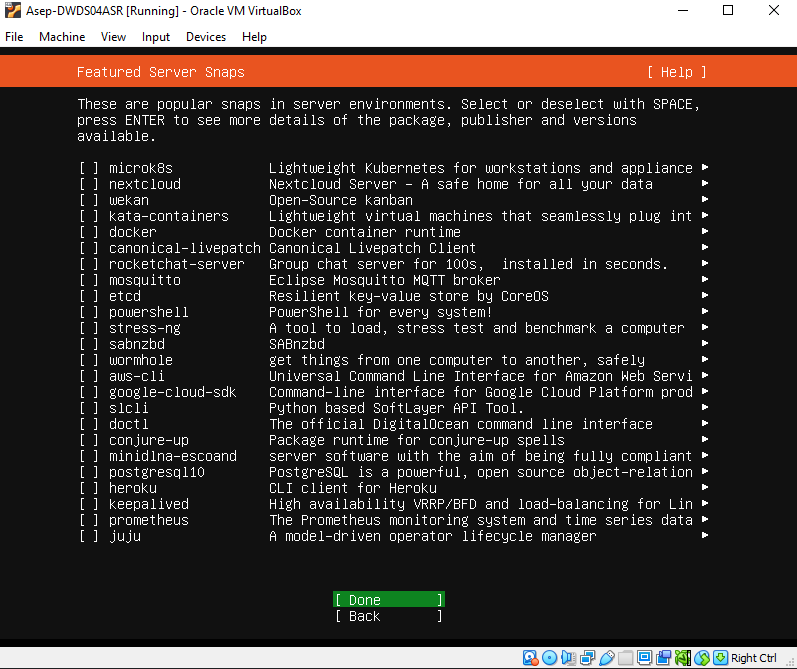 Asep-DWDS04ASR [Running] - Oracle VM VirtualBox
File Machine View Input Devices Help
Featured Server Snaps [ Help ]
These are popular snaps in server environments. Select or deselect with SPACE,
press ENTER to see more details of the package, publisher and versions
available.
[ ] microk8s Lightweight Kubernetes for workstations and appliance ▸
[ ] nextcloud Nextcloud Server - A safe home for all your data ▸
[ ] wekan Open-Source kanban ▸
[ ] kata-containers Lightweight virtual machines that seamlessly plug int ▸
[ ] docker Docker container runtime ▸
[ ] canonical-livepatch Canonical Livepatch Client ▸
[ ] rocketchat-server Group chat server for 100s, installed in seconds. ▸
[ ] mosquitto Eclipse Mosquitto MQTT broker ▸
[ ] etcd Resilient key-value store by CoreOS ▸
[ ] powershell PowerShell for every system! ▸
[ ] stress-ng A tool to load, stress test and benchmark a computer ▸
[ ] sabnzbd SABnzbd ▸
[ ] wormhole get things from one computer to another, safely ▸
[ ] aws-cli Universal Command Line Interface for Amazon Web Servi ▸
[ ] google-cloud-sdk Command-line interface for Google Cloud Platform prod ▸
[ ] slcli Python based SoftLayer API Tool. ▸
[ ] doctl The official DigitalOcean command line interface ▸
[ ] conjure-up Package runtime for conjure-up spells ▸
[ ] minidlna-escoand server software with the aim of being fully compliant ▸
[ ] postgresql10 PostgreSQL is a powerful, open source object-relation ▸
[ ] heroku CLI client for Heroku ▸
[ ] keepalived High availability VRRP/BFD and load-balancing for Lin ▸
[ ] prometheus The Prometheus monitoring system and time series data ▸
[ ] juju A model-driven operator lifecycle manager ▸
[ Done ]
[ Back ]
Right Ctrl